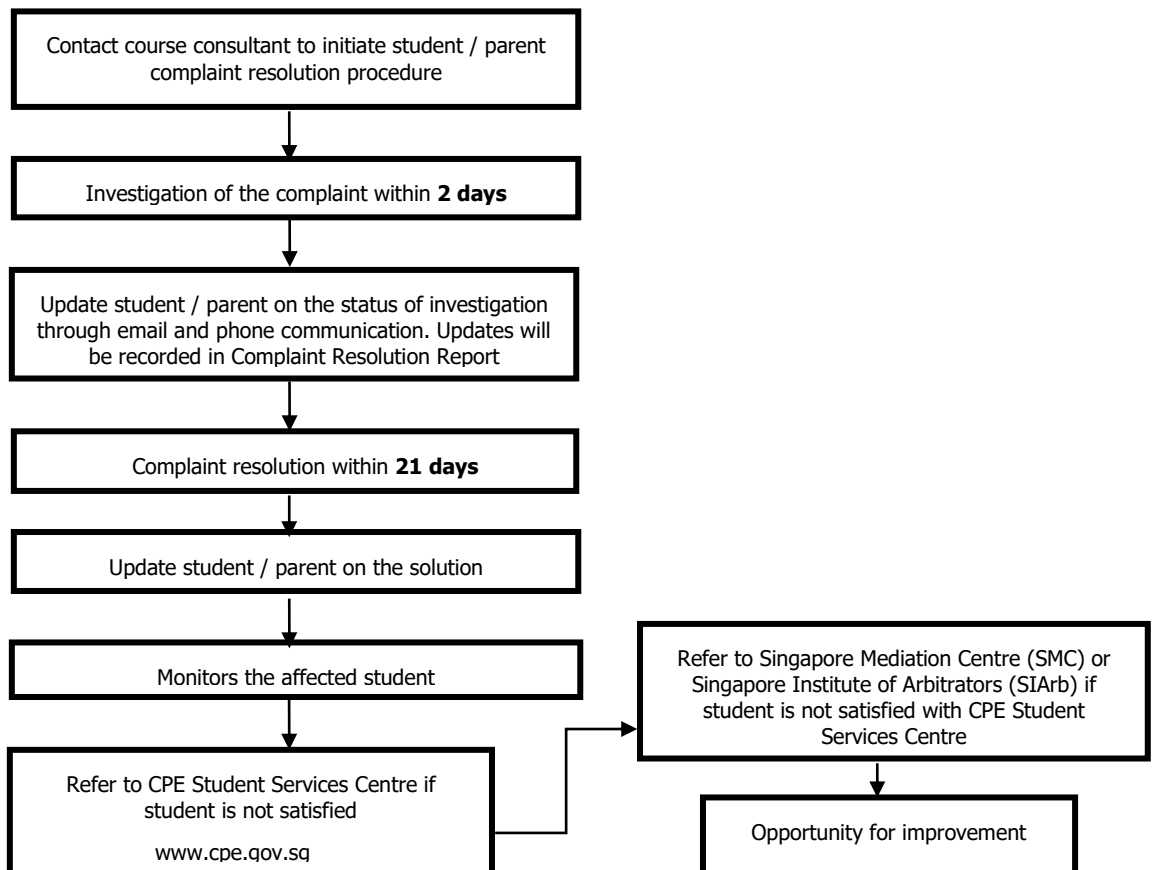 Contact course consultant to initiate student / parent
complaint resolution procedure
Investigation of the complaint within 2 days
Update student / parent on the status of investigation
through email and phone communication. Updates will
be recorded in Complaint Resolution Report
Complaint resolution within 21 days
Update student / parent on the solution
Monitors the affected student
Refer to CPE Student Services Centre if
student is not satisfied
www.cpe.gov.sg
Refer to Singapore Mediation Centre (SMC) or
Singapore Institute of Arbitrators (SIArb) if
student is not satisfied with CPE Student
Services Centre
Opportunity for improvement